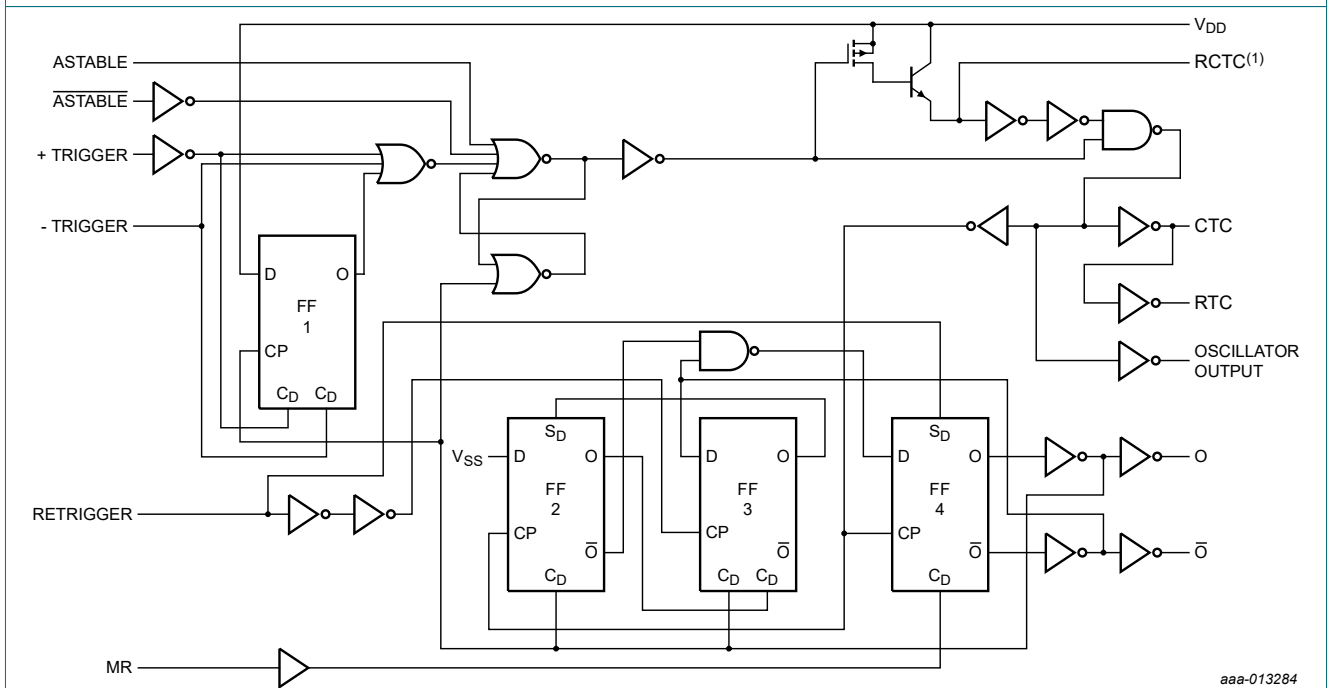 VDD
ASTABLE
RCTC(1)
ASTABLE
+ TRIGGER
- TRIGGER
CTC
D
O
FF
1
RTC
CP
OSCILLATOR
OUTPUT
CD
CD
SD
SD
VSS
D
O
D
O
D
O
O
FF
2
FF
3
FF
4
RETRIGGER
CP
O̅
CP
O̅
CP
O̅
O̅
CD
CD
CD
CD
MR
aaa-013284